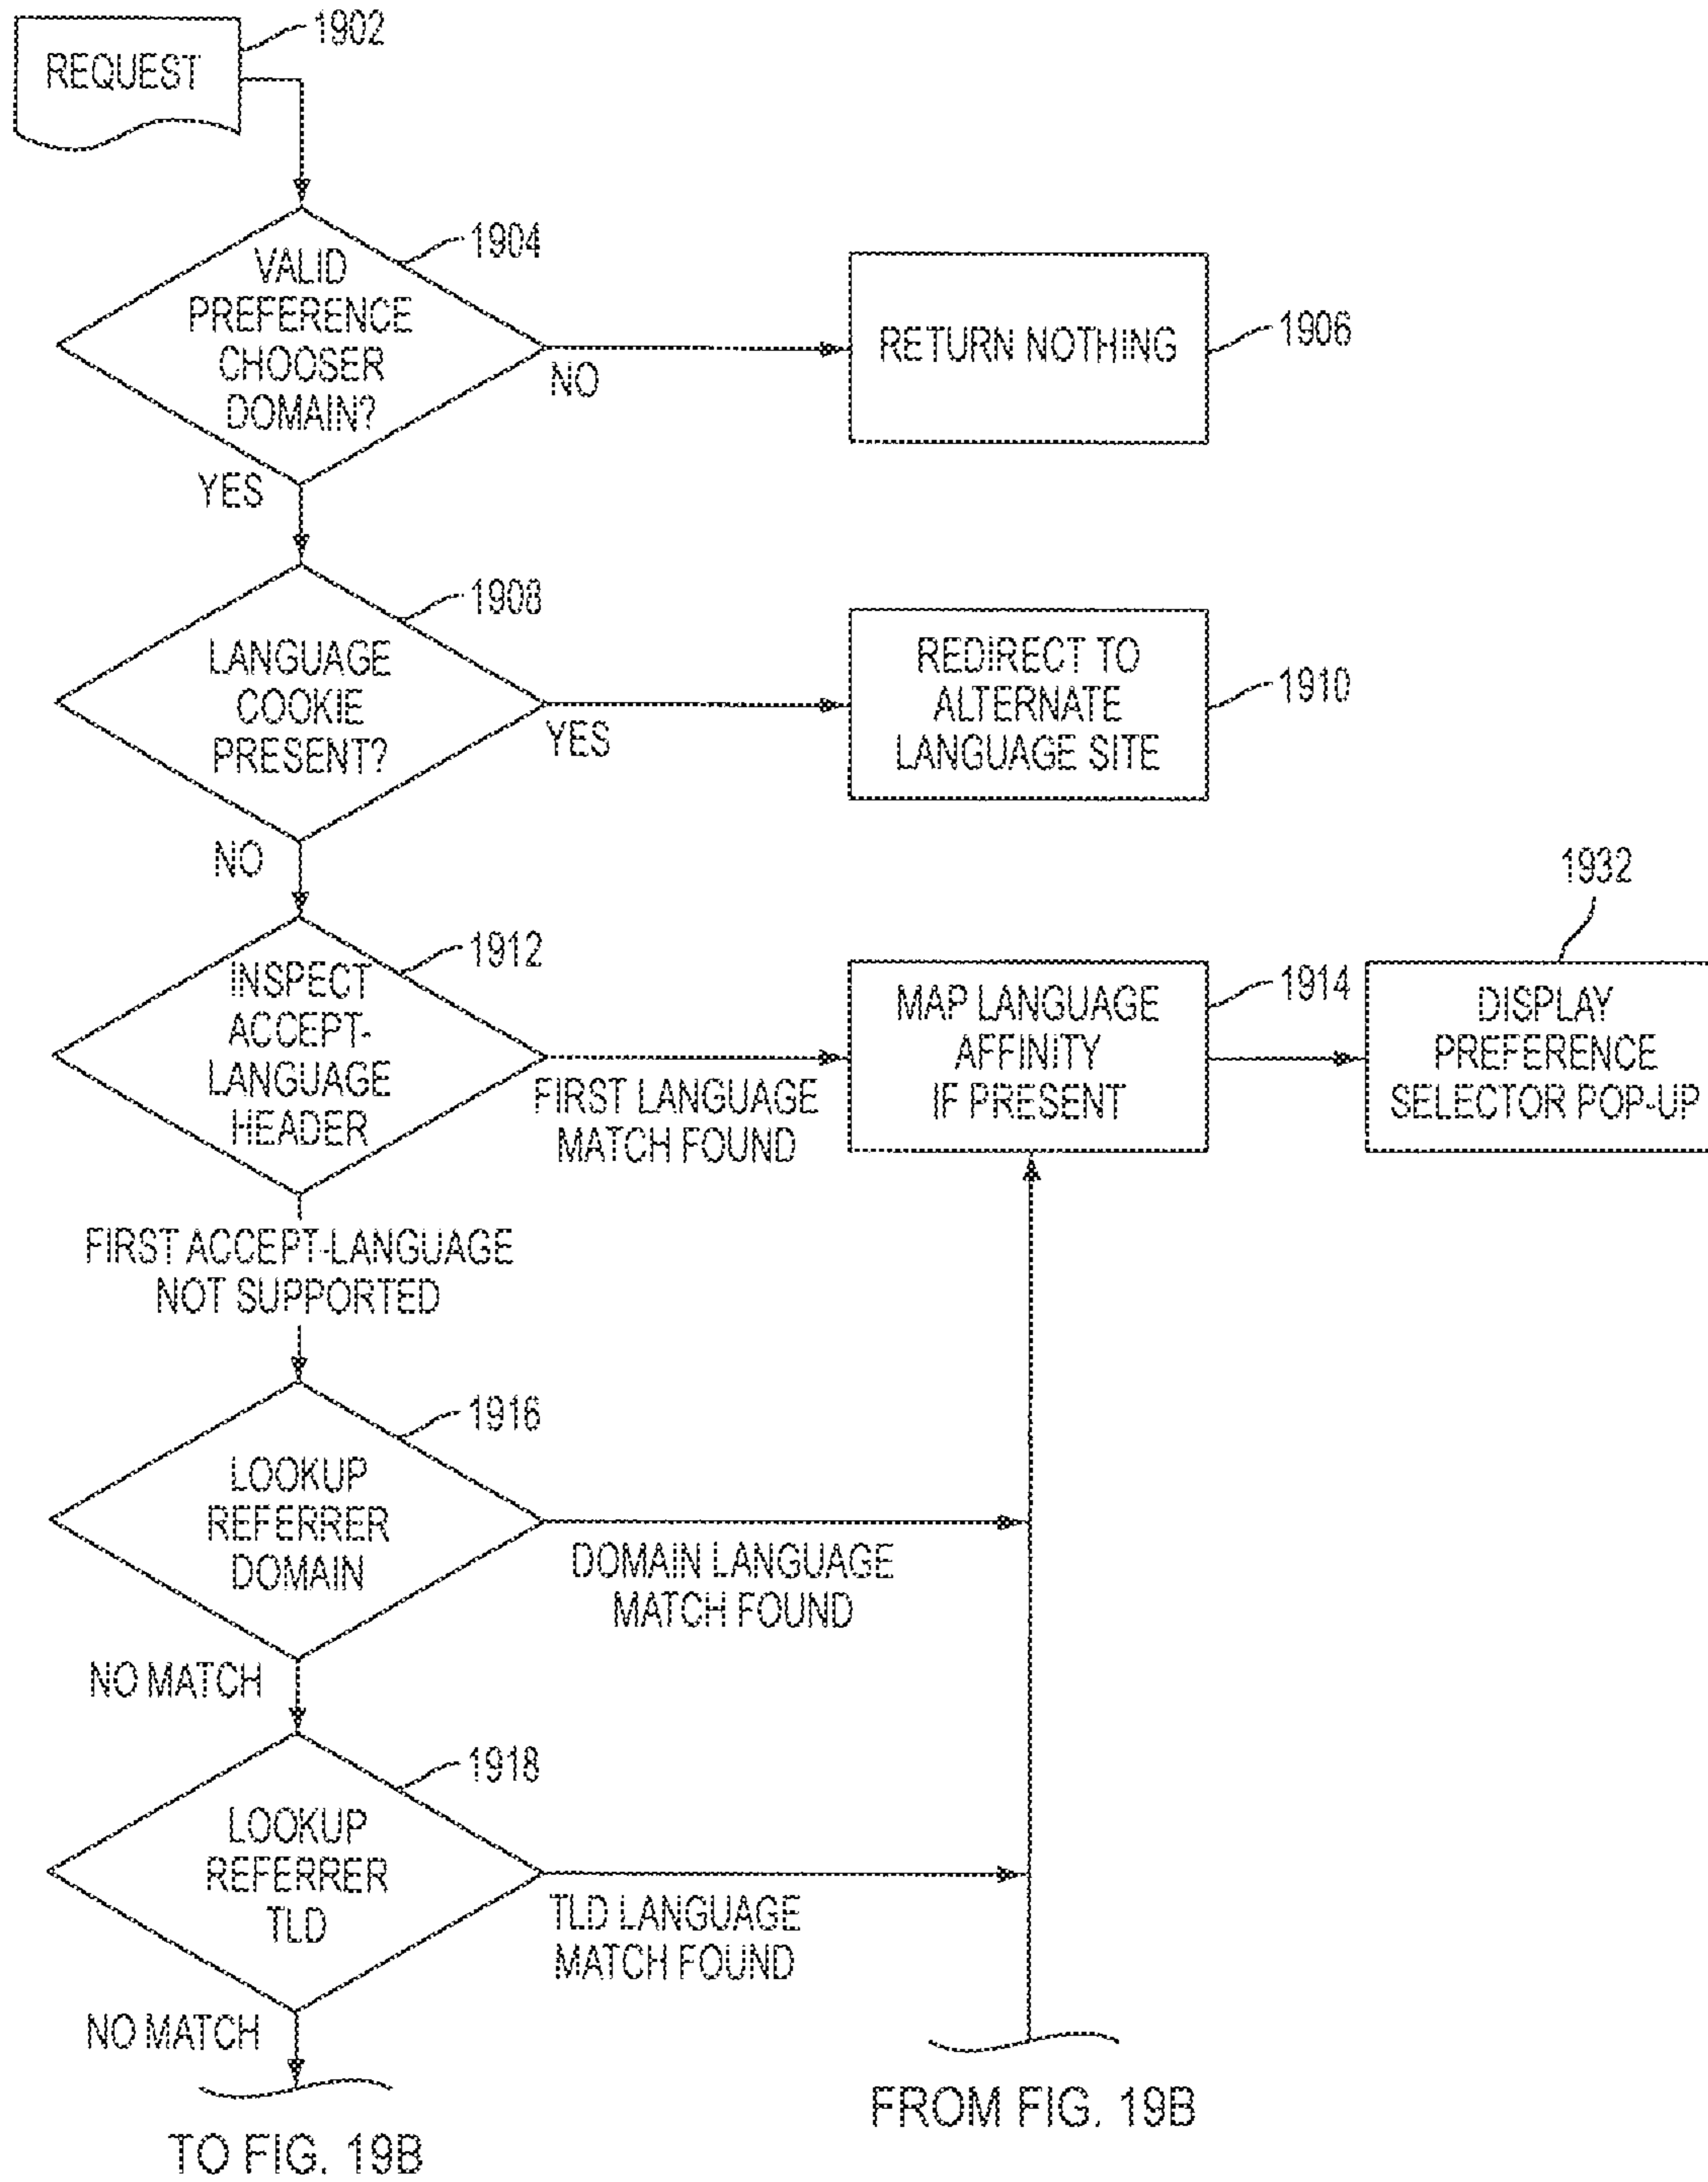 REQUEST
1902
VALID
PREFERENCE
CHOOSER
DOMAIN?
1904
NO
RETURN NOTHING
1906
YES
LANGUAGE
COOKIE
PRESENT?
1908
YES
REDIRECT TO
ALTERNATE
LANGUAGE SITE
1910
NO
INSPECT
ACCEPT-
LANGUAGE
HEADER
1912
FIRST LANGUAGE
MATCH FOUND
MAP LANGUAGE
AFFINITY
IF PRESENT
1914
1932
DISPLAY
PREFERENCE
SELECTOR POP-UP
FIRST ACCEPT-LANGUAGE
NOT SUPPORTED
LOOKUP
REFERRER
DOMAIN
1916
DOMAIN LANGUAGE
MATCH FOUND
NO MATCH
LOOKUP
REFERRER
TLD
1918
TLD LANGUAGE
MATCH FOUND
NO MATCH
TO FIG. 19B
FROM FIG. 19B